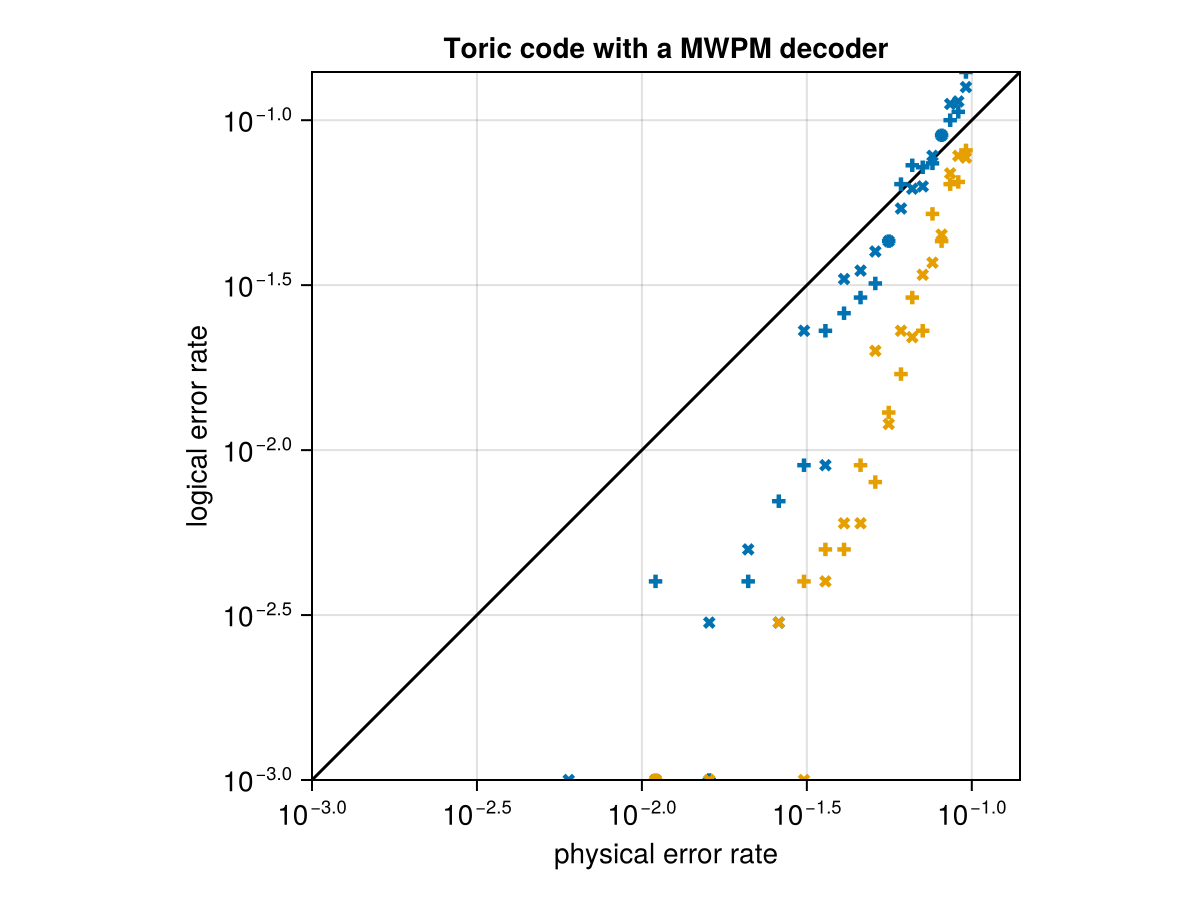 Toric code with a MWPM decoder
10^−1.0
10^−1.5
10^−2.0
10^−2.5
10^−3.0
logical error rate
10^−3.0 10^−2.5 10^−2.0 10^−1.5 10^−1.0
physical error rate